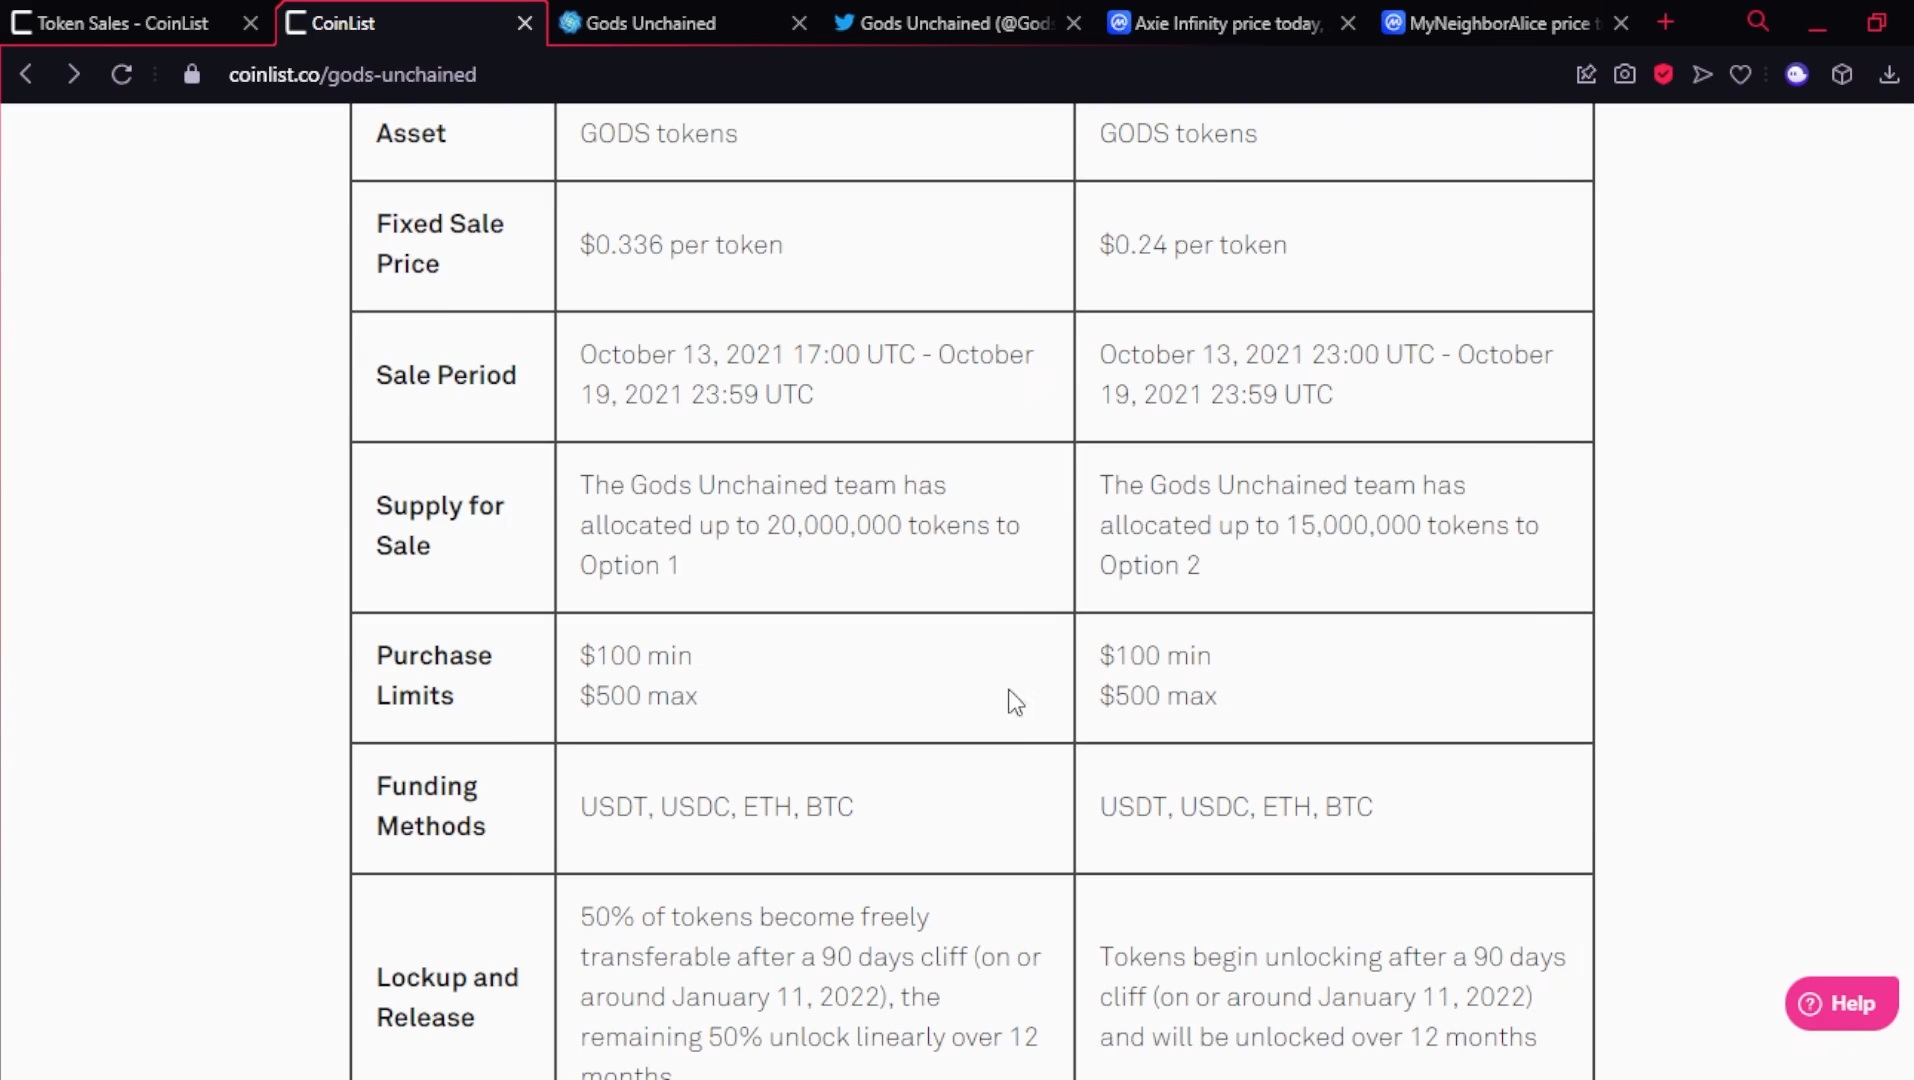 Token Sales - CoinList
CoinList
Gods Unchained
Gods Unchained (@God
Axie Infinity price today,
MyNeighborAlice price t
coinlist.co/gods-unchained
Asset
GODS tokens
GODS tokens
Fixed Sale
Price
$0.336 per token
$0.24 per token
Sale Period
October 13, 2021 17:00 UTC - October
19, 2021 23:59 UTC
October 13, 2021 23:00 UTC - October
19, 2021 23:59 UTC
Supply for
Sale
The Gods Unchained team has
allocated up to 20,000,000 tokens to
Option 1
The Gods Unchained team has
allocated up to 15,000,000 tokens to
Option 2
Purchase
Limits
$100 min
$500 max
$100 min
$500 max
Funding
Methods
USDT, USDC, ETH, BTC
USDT, USDC, ETH, BTC
Lockup and
Release
50% of tokens become freely
transferable after a 90 days cliff (on or
around January 11, 2022), the
remaining 50% unlock linearly over 12
months
Tokens begin unlocking after a 90 days
cliff (on or around January 11, 2022)
and will be unlocked over 12 months
Help